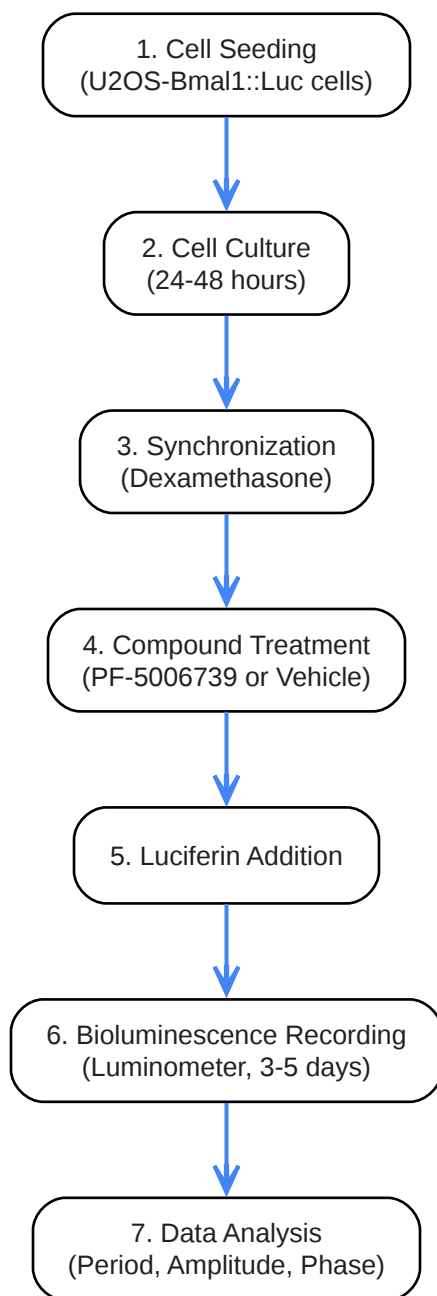 1. Cell Seeding
(U2OS-Bmal1::Luc cells)
2. Cell Culture
(24-48 hours)
3. Synchronization
(Dexamethasone)
4. Compound Treatment
(PF-5006739 or Vehicle)
5. Luciferin Addition
6. Bioluminescence Recording
(Luminometer, 3-5 days)
7. Data Analysis
(Period, Amplitude, Phase)